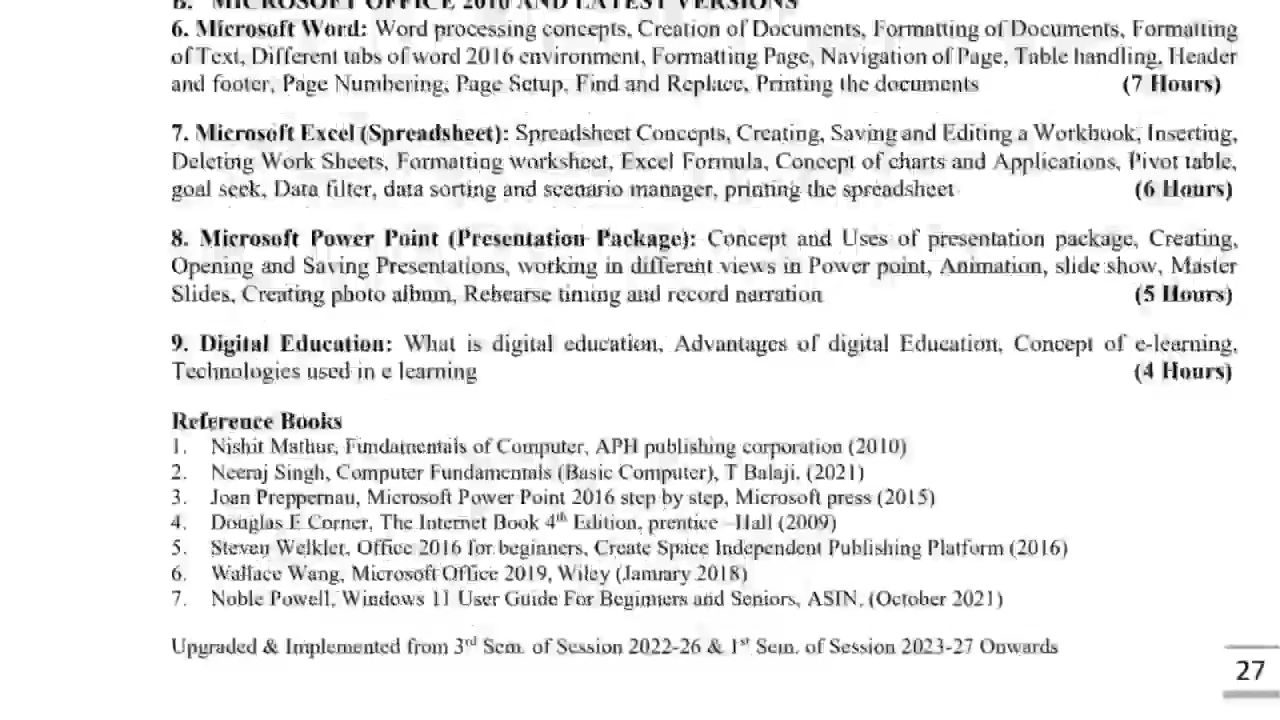 B. MICROSOFT OFFICE 2016 AND LATEST VERSIONS
6. Microsoft Word: Word processing concepts, Creation of Documents, Formatting of Documents, Formatting
of Text, Different tabs of word 2016 environment, Formatting Page, Navigation of Page, Table handling, Header
and footer, Page Numbering, Page Setup, Find and Replace, Printing the documents (7 Hours)
7. Microsoft Excel (Spreadsheet): Spreadsheet Concepts, Creating, Saving and Editing a Workbook, Inserting,
Deleting Work Sheets, Formatting worksheet, Excel Formula, Concept of charts and Applications, Pivot table,
goal seek, Data filter, data sorting and scenario manager, printing the spreadsheet (6 Hours)
8. Microsoft Power Point (Presentation Package): Concept and Uses of presentation package, Creating,
Opening and Saving Presentations, working in different views in Power point, Animation, slide show, Master
Slides, Creating photo album, Rehearse timing and record narration (5 Hours)
9. Digital Education: What is digital education, Advantages of digital Education, Concept of e-learning,
Technologies used in e learning (4 Hours)
Reference Books
1. Nishit Mathur, Fundamentals of Computer, APH publishing corporation (2010)
2. Neeraj Singh, Computer Fundamentals (Basic Computer), T Balaji, (2021)
3. Joan Preppernau, Microsoft Power Point 2016 step by step, Microsoft press (2015)
4. Douglas E Corner, The Internet Book 4th Edition, prentice –Hall (2009)
5. Steven Welkler, Office 2016 for beginners, Create Space Independent Publishing Platform (2016)
6. Wallace Wang, Microsoft Office 2019, Wiley (January 2018)
7. Noble Powell, Windows 11 User Guide For Beginners and Seniors, ASIN, (October 2021)
Upgraded & Implemented from 3rd Sem. of Session 2022-26 & 1st Sem. of Session 2023-27 Onwards
27